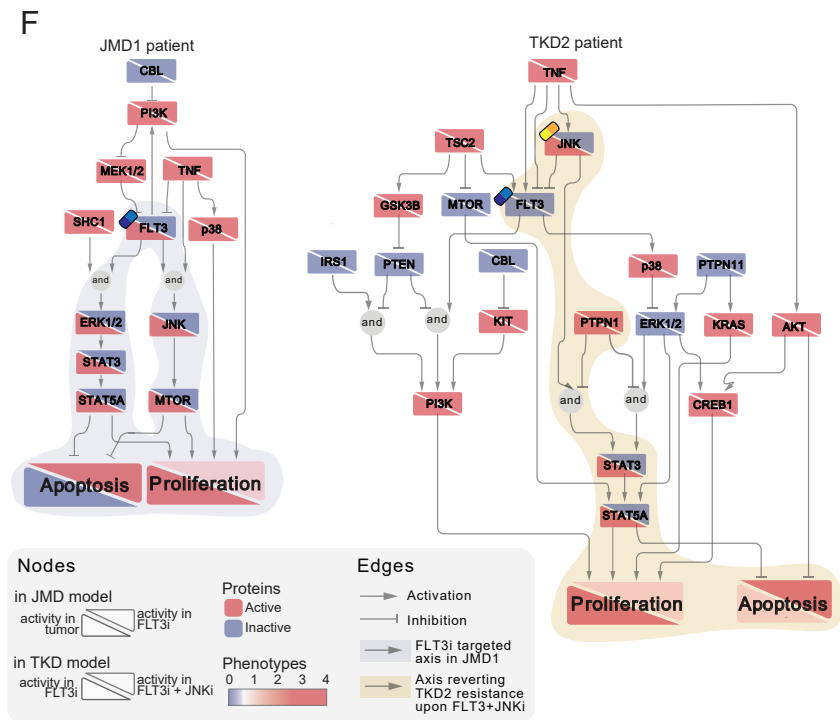 F
JMD1 patient
CBL
PI3K
MEK1/2
TNF
SHC1
FLT3
p38
and
and
ERK1/2
JNK
STAT3
STAT5A
MTOR
Apoptosis
Proliferation
TKD2 patient
TNF
JNK
TSC2
GSK3B
MTOR
FLT3
IRS1
PTEN
CBL
p38
PTPN11
and
and
KIT
PTPN1
ERK1/2
KRAS
AKT
PI3K
and
and
CREB1
STAT3
STAT5A
Proliferation
Apoptosis
Nodes
in JMD model
activity in
tumor
activity in
FLT3i
in TKD model
activity in
FLT3i
activity in
FLT3i + JNKi
Proteins
Active
Inactive
Phenotypes
0 1 2 3 4
Edges
Activation
Inhibition
FLT3i targeted
axis in JMD1
Axis reverting
TKD2 resistance
upon FLT3+JNKi